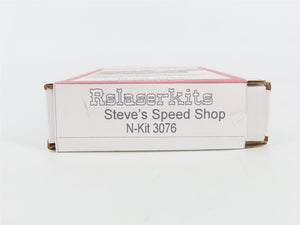 Rslaserkits
Steve's Speed Shop
N-Kit 3076